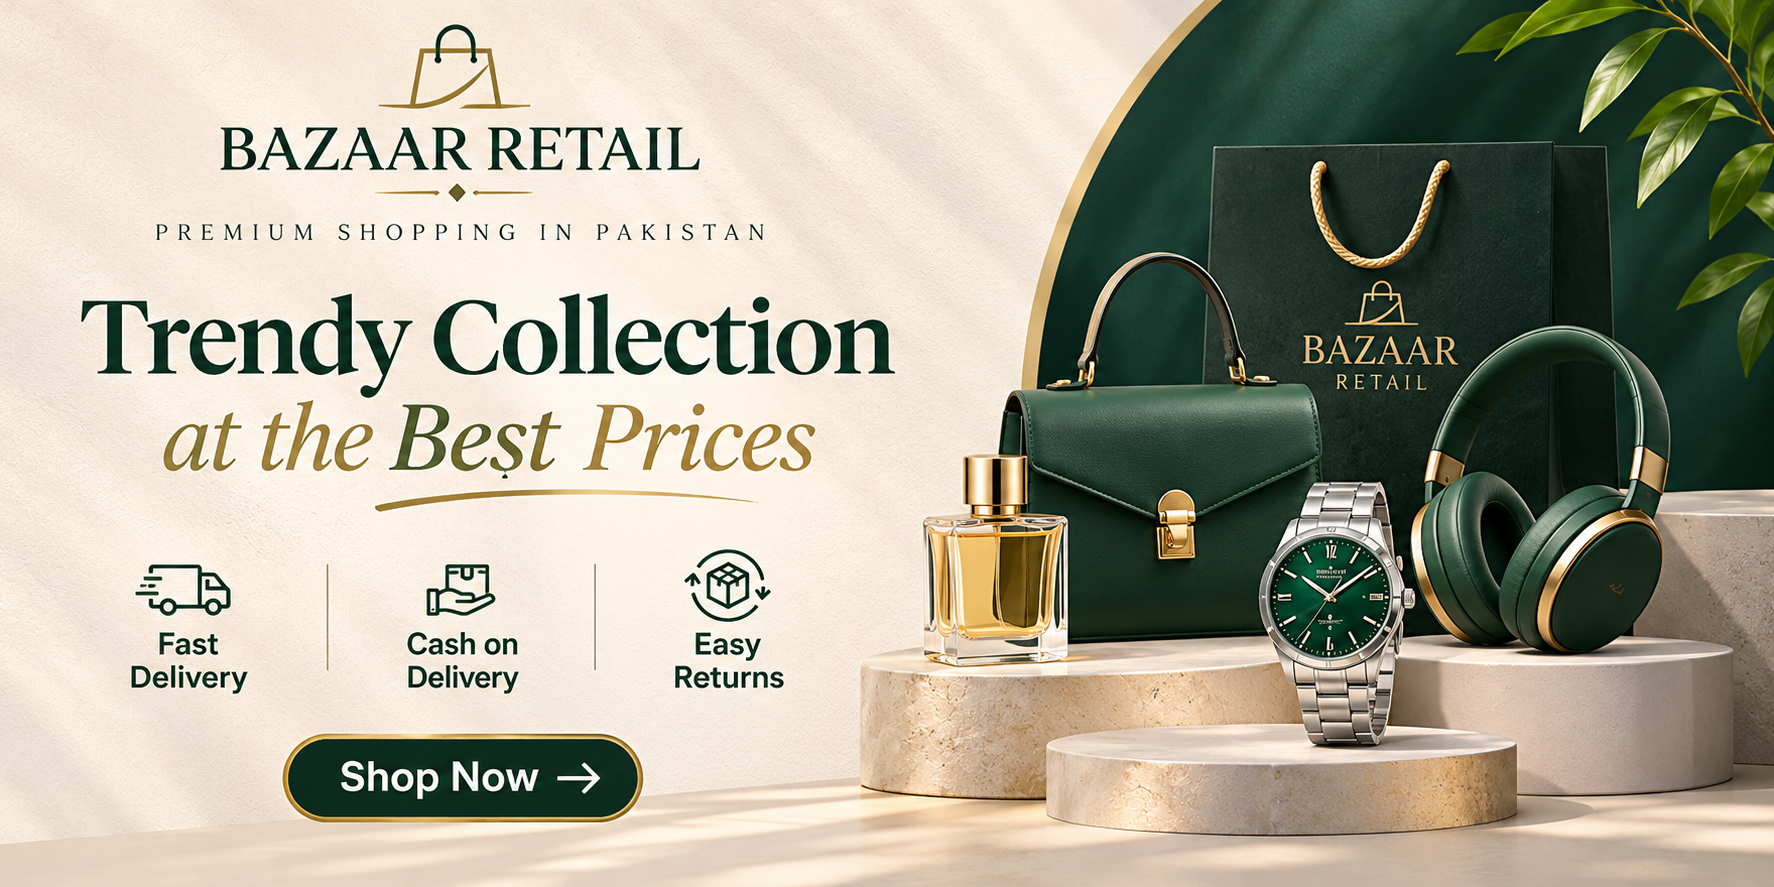 BAZAAR RETAIL
PREMIUM SHOPPING IN PAKISTAN
Trendy Collection
at the Best Prices
Fast
Delivery
Cash on
Delivery
Easy
Returns
Shop Now
BAZAAR
RETAIL
12